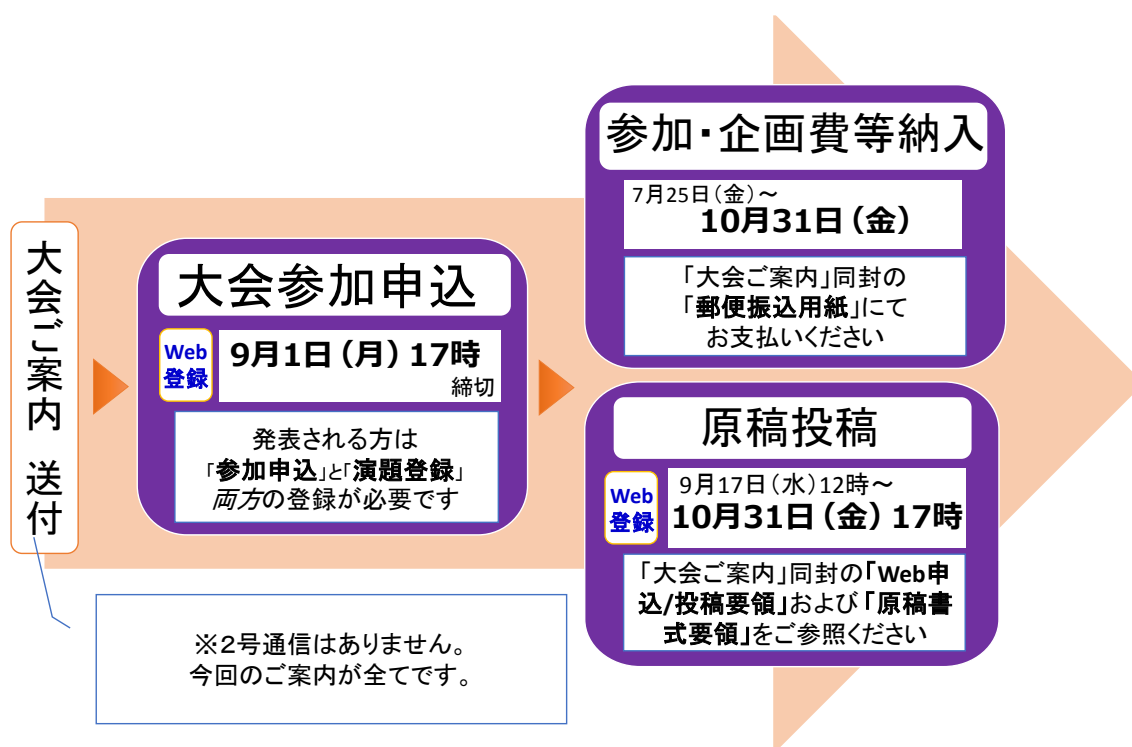 大会ご案内 送付
大会参加申込
Web
登録
9月1日(月) 17時
締切
発表される方は
「参加申込」と「演題登録」
両方の登録が必要です
参加・企画費等納入
7月25日(金)~
10月31日(金)
「大会ご案内」同封の
「郵便振込用紙」にて
お支払いください
原稿投稿
Web
登録
9月17日(水)12時~
10月31日(金) 17時
「大会ご案内」同封の「Web申
込/投稿要領」および「原稿書
式要領」をご参照ください
※2号通信はありません。
今回のご案内が全てです。